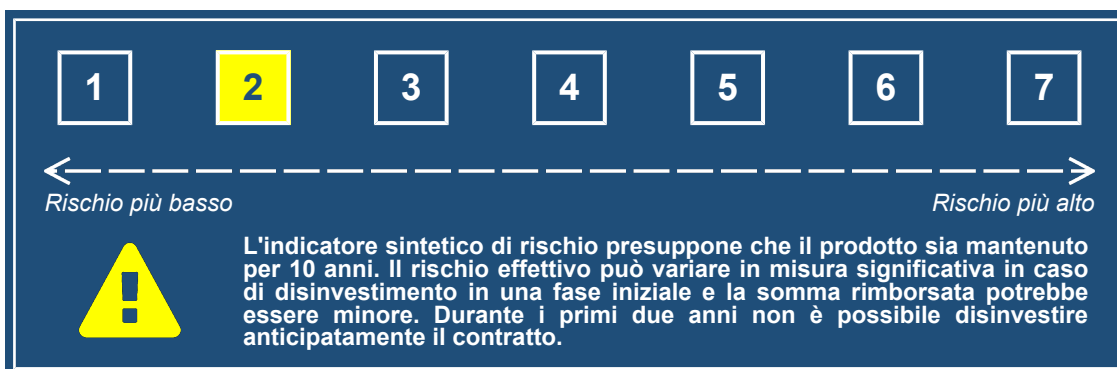 1 2 3 4 5 6 7
Rischio più basso Rischio più alto
L'indicatore sintetico di rischio presuppone che il prodotto sia mantenuto
per 10 anni. Il rischio effettivo può variare in misura significativa in caso
di disinvestimento in una fase iniziale e la somma rimborsata potrebbe
essere minore. Durante i primi due anni non è possibile disinvestire
anticipatamente il contratto.